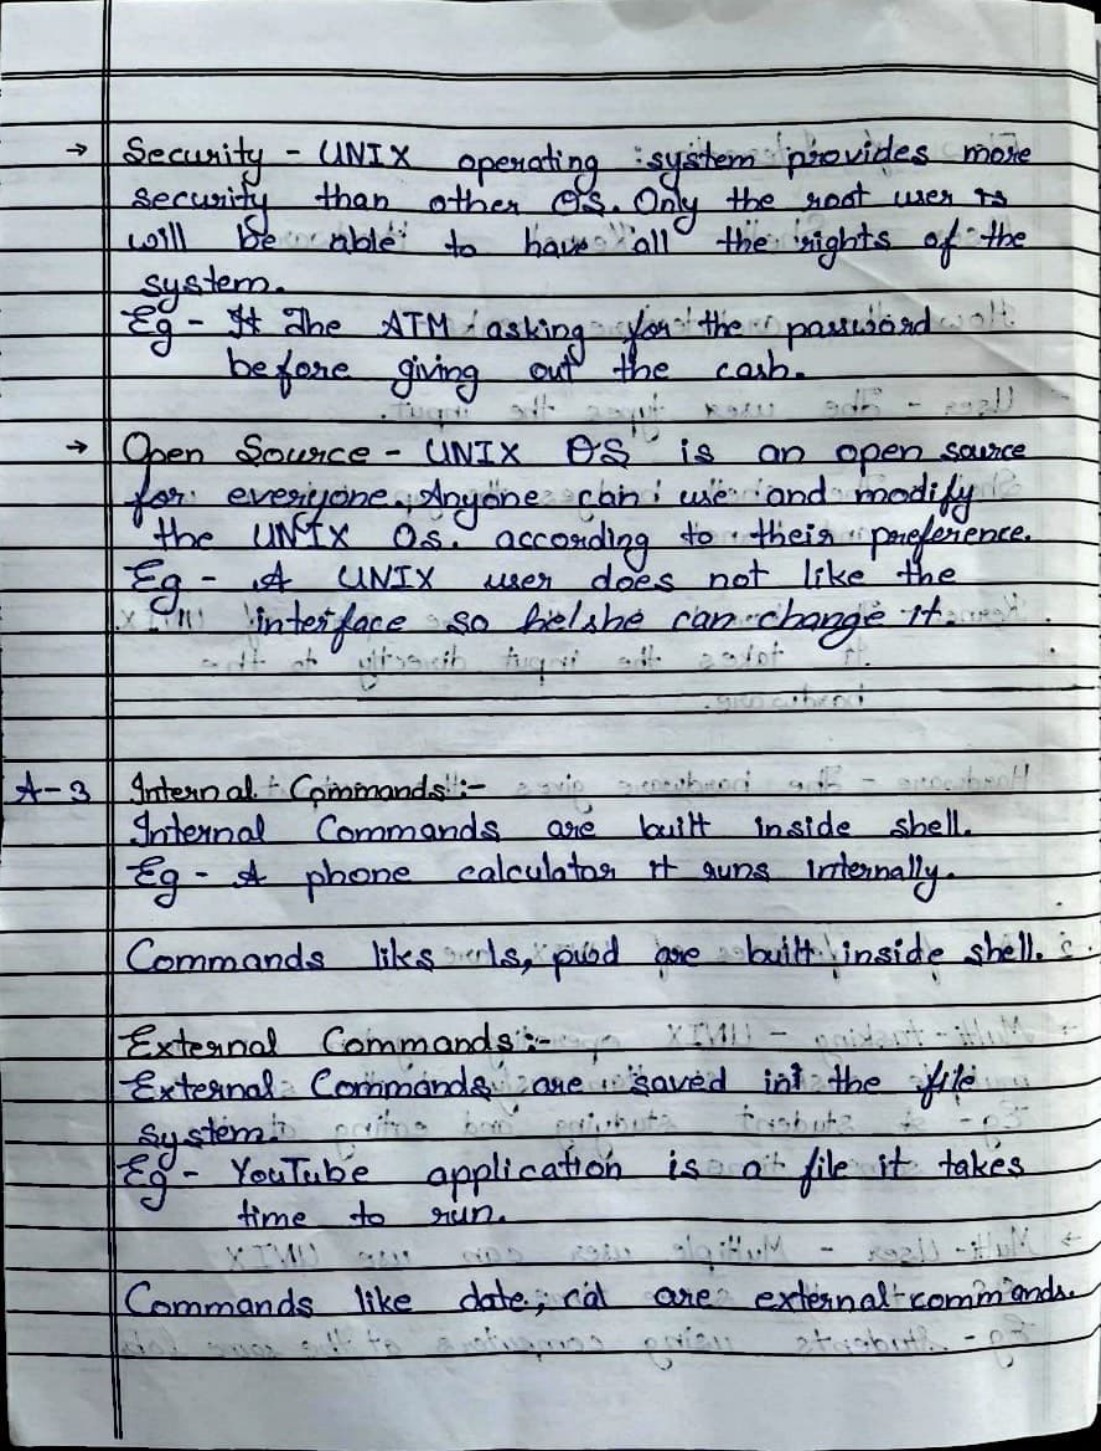 → Security - UNIX operating system provides more
security than other OS. Only the root user is
will be able to have all the rights of the
system.
Eg - It The ATM asking for the password
before giving out the cash.
→ Open Source - UNIX OS is an open source
for everyone. Anyone can use and modify
the UNIX Os. according to their preference.
Eg - A UNIX user does not like the
interface so he/she can change it.
A-3 Internal Commands :-
Internal Commands are built inside shell.
Eg - A phone calculator it runs internally.
Commands like ls, pwd are built inside shell.
External Commands :-
External Commands are saved in the file
system.
Eg - YouTube application is a file it takes
time to run.
Commands like date, cat are external commands.